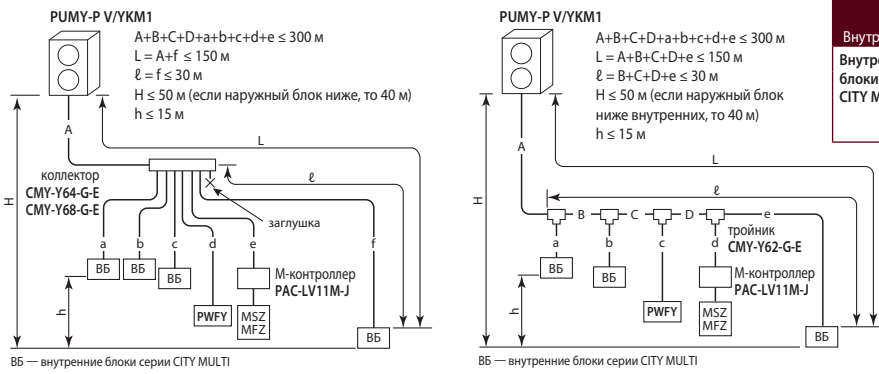 PUMY-P V/YKM1
A+B+C+D+a+b+c+d+e ≤ 300 м
L = A+f ≤ 150 м
ℓ = f ≤ 30 м
H ≤ 50 м (если наружный блок ниже, то 40 м)
h ≤ 15 м
A
L
H
коллектор
CMY-Y64-G-E
CMY-Y68-G-E
ℓ
заглушка
a b c d e f
ВБ ВБ ВБ
М-контроллер
PAC-LV11M-J
h
PWFY
MSZ
MFZ
ВБ
ВБ — внутренние блоки серии CITY MULTI
PUMY-P V/YKM1
A+B+C+D+a+b+c+d+e ≤ 300 м
L = A+B+C+D+e ≤ 150 м
ℓ = B+C+D+e ≤ 30 м
H ≤ 50 м (если наружный блок
ниже внутренних, то 40 м)
h ≤ 15 м
A
L
H
ℓ
B C D e
тройник
CMY-Y62-G-E
a b c d
ВБ ВБ
М-контроллер
PAC-LV11M-J
h
PWFY
MSZ
MFZ
ВБ
ВБ — внутренние блоки серии CITY MULTI
блоки
CITY M